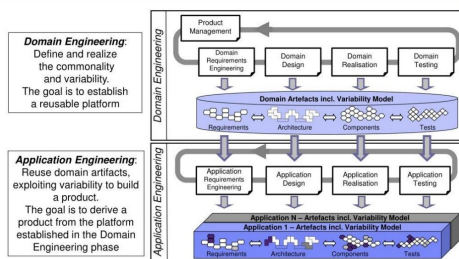 Domain Engineering:
Define and realize
the commonality
and variability.
The goal is to establish
a reusable platform
Application Engineering:
Reuse domain artifacts,
exploiting variability to build
a product.
The goal is to derive a
product from the platform
established in the Domain
Engineering phase
Domain Engineering
Product
Management
Domain
Requirements
Engineering
Domain
Design
Domain
Realisation
Domain
Testing
Domain Artefacts incl. Variability Model
Requirements
Architecture
Components
Tests
Application Engineering
Application
Requirements
Engineering
Application
Design
Application
Realisation
Application
Testing
Application N – Artefacts incl. Variability Model
Application 1 – Artefacts incl. Variability Model
Requirements
Architecture
Components
Tests